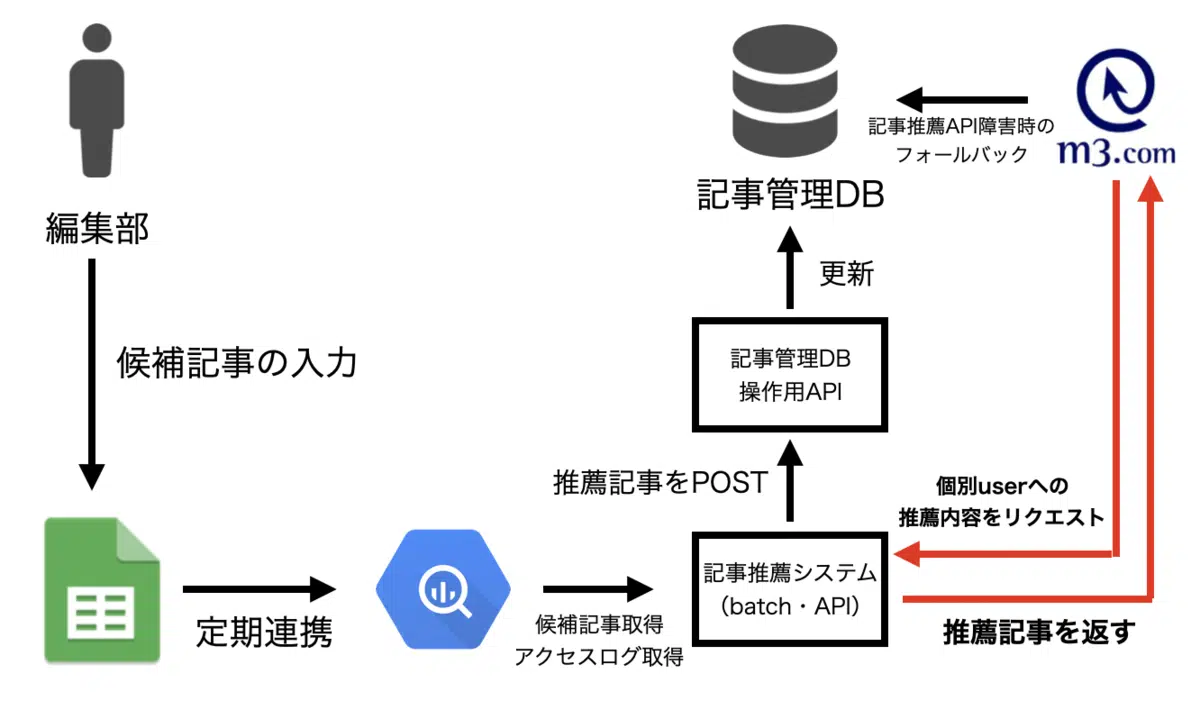 編集部
候補記事の入力
定期連携
候補記事取得
アクセスログ取得
記事推薦システム
（batch・API）
推薦記事をPOST
記事管理DB
操作用API
更新
記事管理DB
記事推薦API障害時の
フォールバック
m3.com
個別userへの
推薦内容をリクエスト
推薦記事を返す